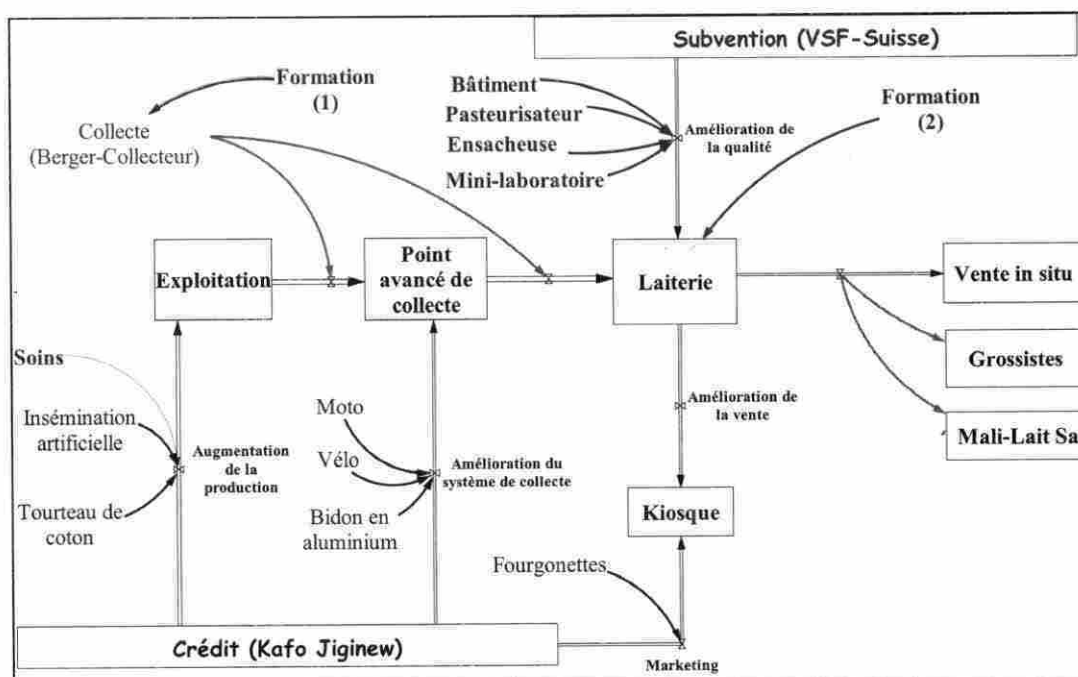 Subvention (VSF-Suisse)
Formation
(1)
Bâtiment
Pasteurisateur
Ensacheuse
Mini-laboratoire
Amélioration de
la qualité
Formation
(2)
Collecte
(Berger-Collecteur)
Exploitation
Point
avancé de
collecte
Laiterie
Vente in situ
Grossistes
Mali-Lait Sa
Soins
Insémination
artificielle
Tourteau de
coton
Augmentation
de la
production
Moto
Vélo
Bidon en
aluminium
Amélioration du
système de collecte
Amélioration de
la vente
Kiosque
Fourgonettes
Crédit (Kafo Jiginew)
Marketing